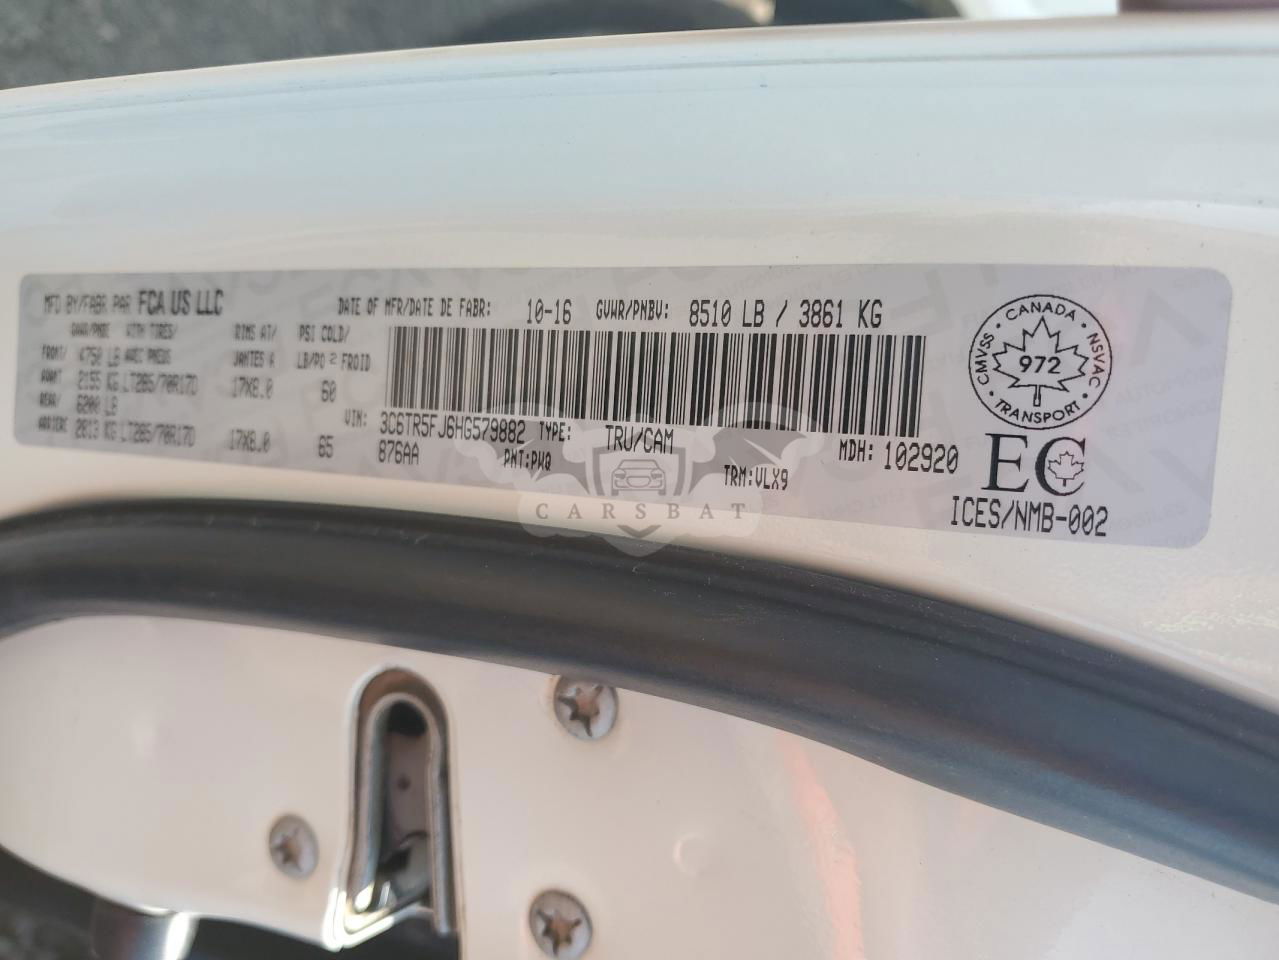 MFD BY/FABR PAR FCA US LLC DATE OF MFR/DATE DE FABR: 10-16 GVWR/PNBV: 8510 LB / 3861 KG
GAWR/PNBE WITH TIRES/ RIMS AT/ PSI COLD/
FRONT/ 4750 LB AVEC PNEUS JANTES A LB/PO 2 FROID
AVANT 2155 KG LT285/70R17D 17X8.0 60
REAR/ 6200 LB
ARRIERE 2813 KG LT285/70R17D 17X8.0 65
VIN: 3C6TR5FJ6HG579882 TYPE: TRU/CAM MDH: 102920
876AA PNT:PWQ TRM:VLX9
CANADA
CMVSS NSVAC
972
TRANSPORT
EC
ICES/NMB-002
CARSBAT